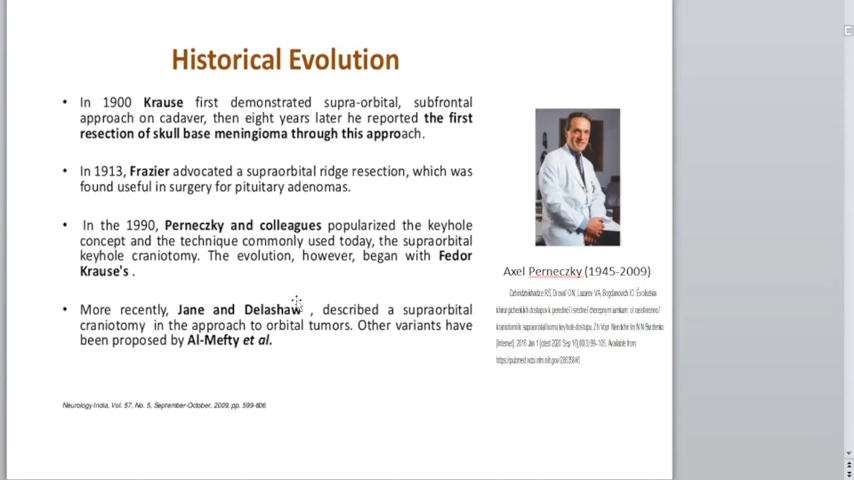 Historical Evolution
• In 1900 Krause first demonstrated supra-orbital, subfrontal
approach on cadaver, then eight years later he reported the first
resection of skull base meningioma through this approach.
• In 1913, Frazier advocated a supraorbital ridge resection, which was
found useful in surgery for pituitary adenomas.
• In the 1990, Perneczky and colleagues popularized the keyhole
concept and the technique commonly used today, the supraorbital
keyhole craniotomy. The evolution, however, began with Fedor
Krause's .
• More recently, Jane and Delashaw , described a supraorbital
craniotomy in the approach to orbital tumors. Other variants have
been proposed by Al-Mefty et al.
Neurology India, Vol. 57, No. 5, September-October, 2009, pp. 599-606
Axel Perneczky (1945-2009)